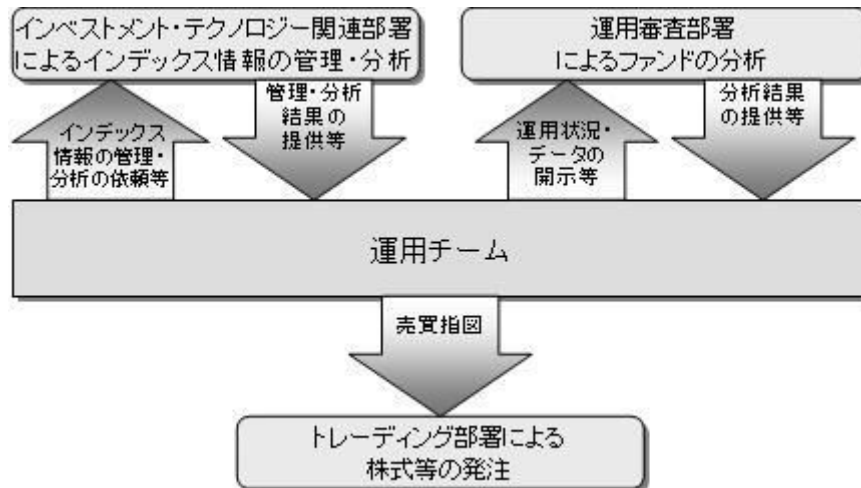 インベストメント・テクノロジー関連部署
によるインデックス情報の管理・分析
運用審査部署
によるファンドの分析
インデックス
情報の管理・
分析の依頼等
管理・分析
結果の
提供等
運用状況・
データの
開示等
分析結果
の提供等
運用チーム
売買指図
トレーディング部署による
株式等の発注